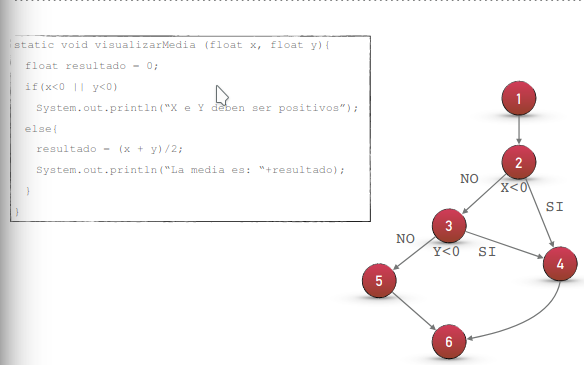 static void visualizarMedia (float x, float y){
float resultado = 0;
if(x<0 || y<0)
System.out.println(“X e Y deben ser positivos”);
else{
resultado = (x + y)/2;
System.out.println(“La media es: “+resultado);
}
}
1
2
NO
X<0
SI
3
NO
Y<0
SI
4
5
6